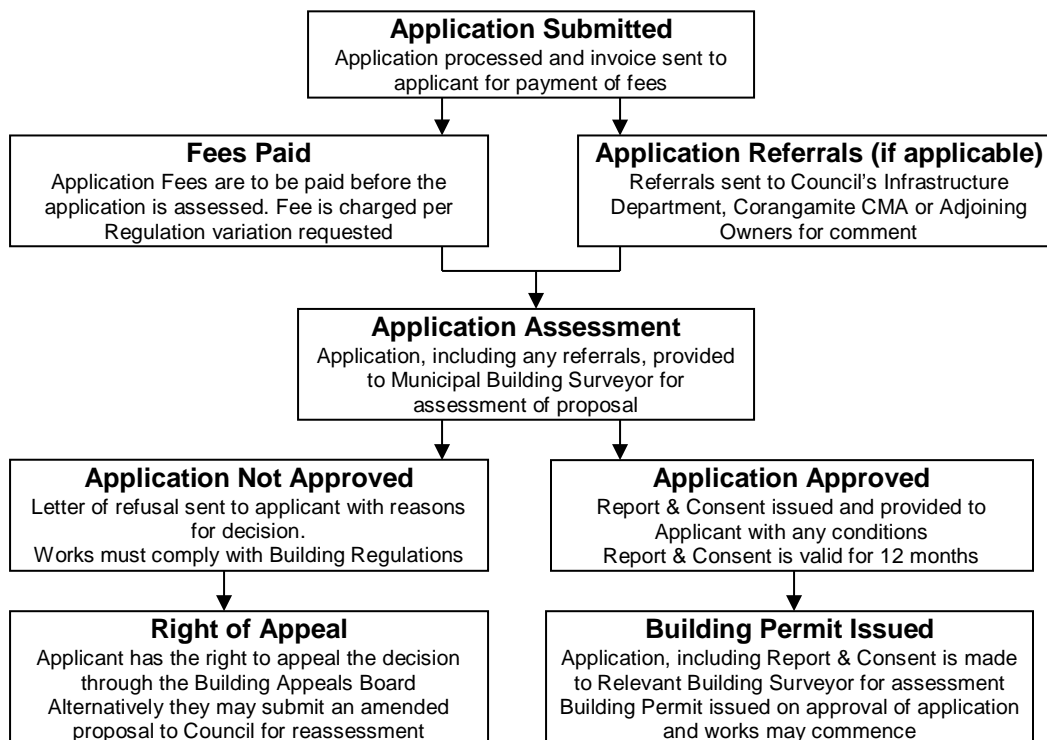 Application Submitted
Application processed and invoice sent to
applicant for payment of fees
Fees Paid
Application Fees are to be paid before the
application is assessed. Fee is charged per
Regulation variation requested
Application Referrals (if applicable)
Referrals sent to Council’s Infrastructure
Department, Corangamite CMA or Adjoining
Owners for comment
Application Assessment
Application, including any referrals, provided
to Municipal Building Surveyor for
assessment of proposal
Application Not Approved
Letter of refusal sent to applicant with reasons
for decision.
Works must comply with Building Regulations
Application Approved
Report & Consent issued and provided to
Applicant with any conditions
Report & Consent is valid for 12 months
Right of Appeal
Applicant has the right to appeal the decision
through the Building Appeals Board
Alternatively they may submit an amended
proposal to Council for reassessment
Building Permit Issued
Application, including Report & Consent is made
to Relevant Building Surveyor for assessment
Building Permit issued on approval of application
and works may commence